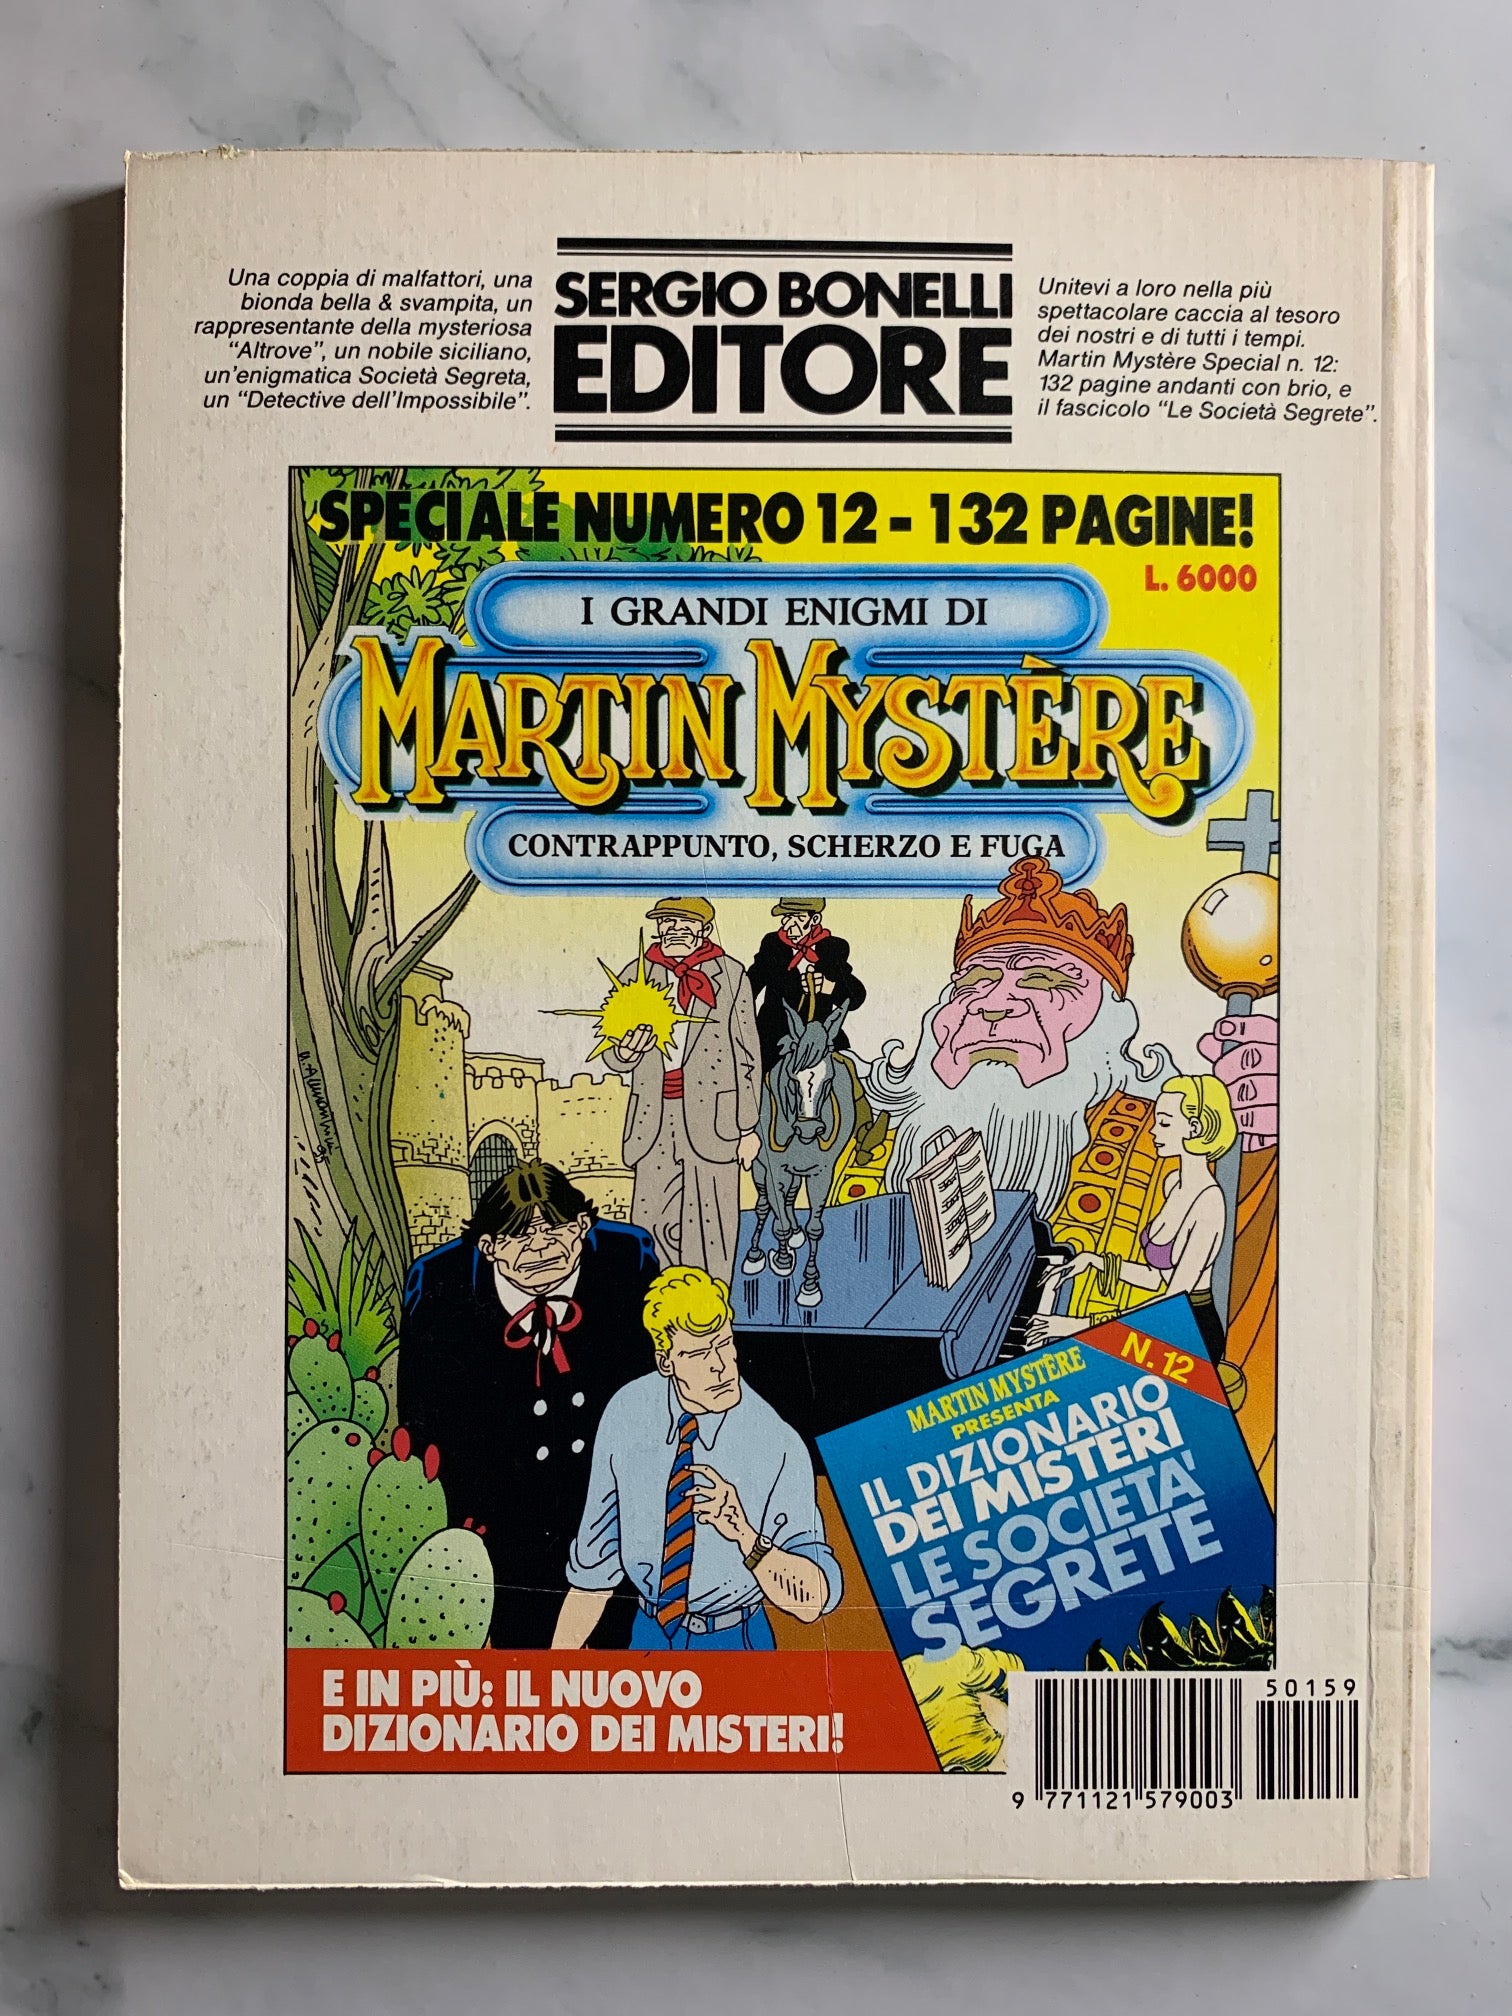 Una coppia di malfattori, una
bionda bella & svampita, un
rappresentante della mysteriosa
“Altrove”, un nobile siciliano,
un'enigmatica Società Segreta,
un “Detective dell'Impossibile”.
SERGIO BONELLI
EDITORE
Unitevi a loro nella più
spettacolare caccia al tesoro
dei nostri e di tutti i tempi.
Martin Mystère Special n. 12:
132 pagine andanti con brio, e
il fascicolo “Le Società Segrete”.
SPECIALE NUMERO 12 - 132 PAGINE!
L. 6000
I GRANDI ENIGMI DI
MARTIN MYSTÈRE
CONTRAPPUNTO, SCHERZO E FUGA
N. 12
MARTIN MYSTÈRE
PRESENTA
IL DIZIONARIO
DEI MISTERI
LE SOCIETA'
SEGRETE
E IN PIÙ: IL NUOVO
DIZIONARIO DEI MISTERI!
50159
9 771121 579003